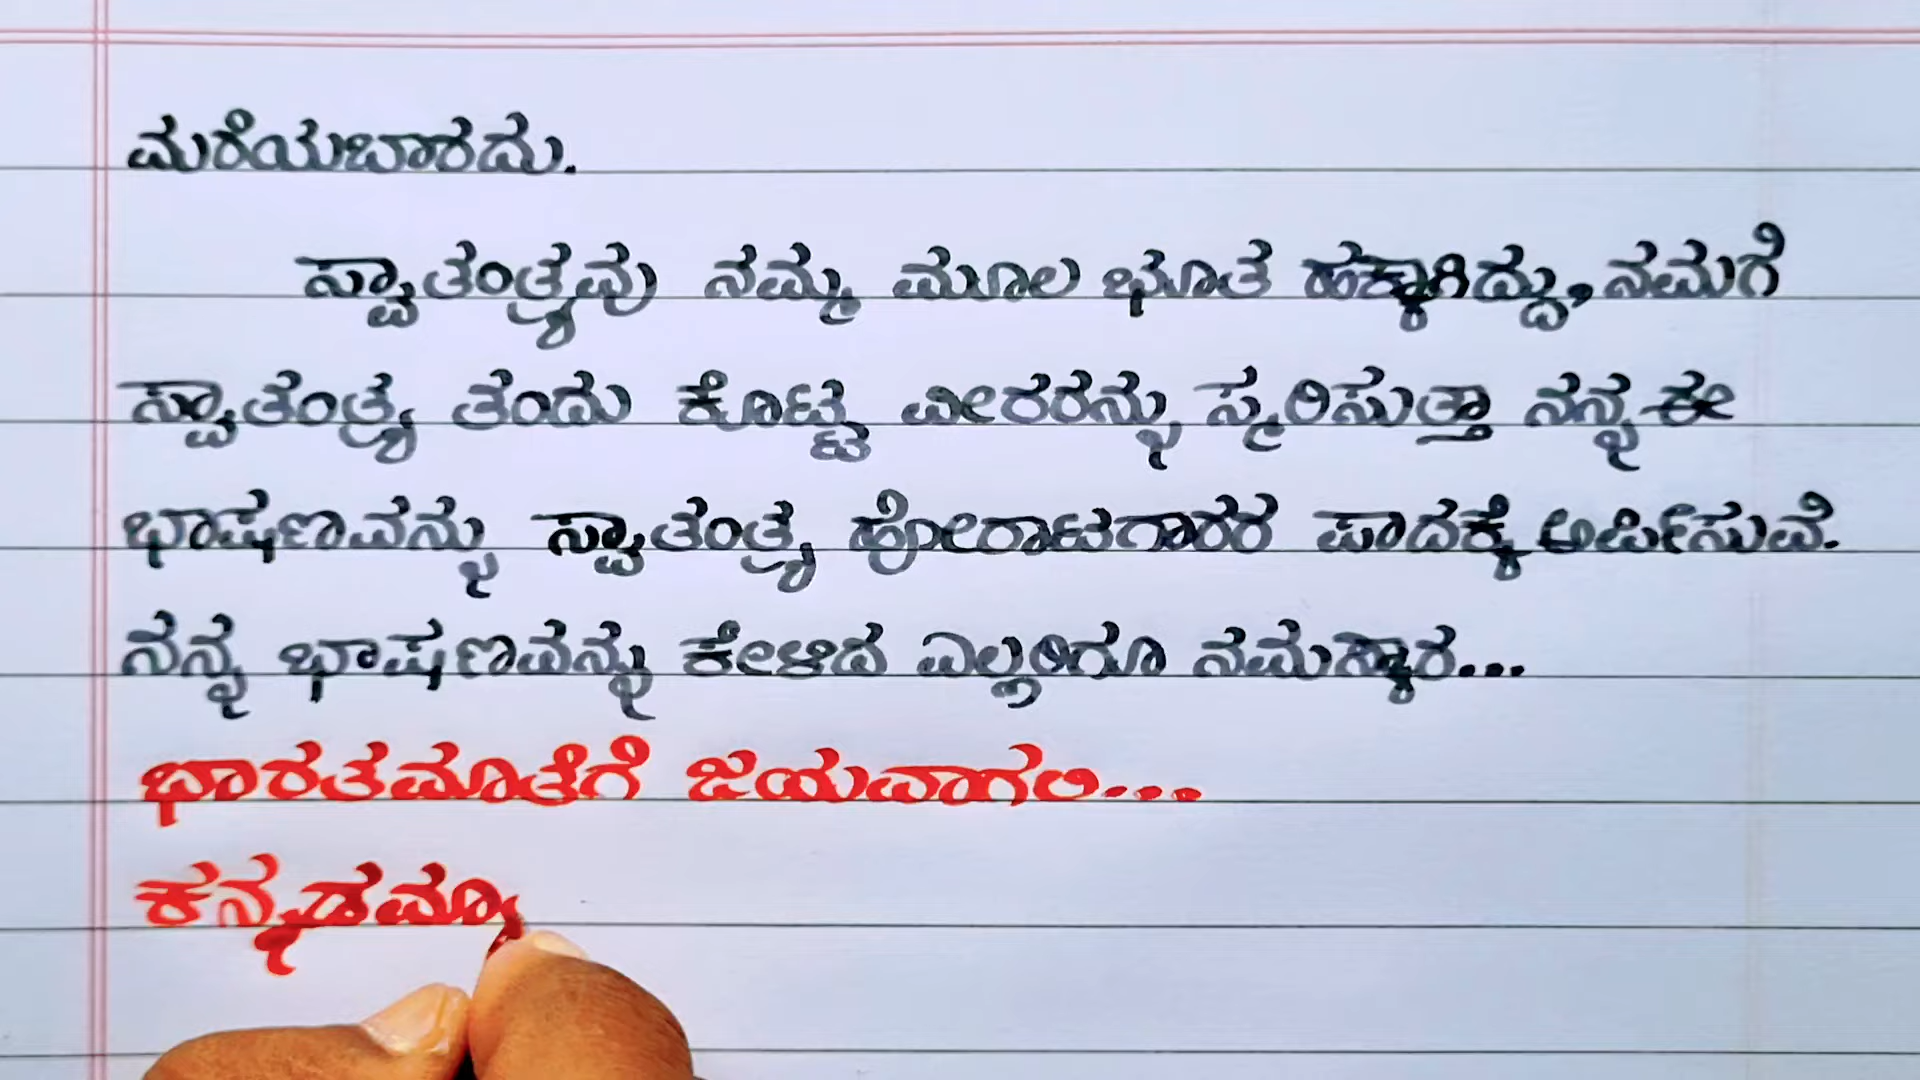 ಮರೆಯಬಾರದು.
ಸ್ವಾತಂತ್ರ್ಯವು ನಮ್ಮ ಮೂಲ ಭೂತ ಹಕ್ಕಾಗಿದ್ದು, ನಮಗೆ
ಸ್ವಾತಂತ್ರ್ಯ ತಂದು ಕೊಟ್ಟ ವೀರರನ್ನು ಸ್ಮರಿಸುತ್ತಾ ನನ್ನ ಈ
ಭಾಷಣವನ್ನು ಸ್ವಾತಂತ್ರ್ಯ ಹೋರಾಟಗಾರರ ಪಾದಕ್ಕೆ ಅರ್ಪಿಸುವೆ.
ನನ್ನ ಭಾಷಣವನ್ನು ಕೇಳಿದ ಎಲ್ಲರಿಗೂ ನಮಸ್ಕಾರ...
ಭಾರತಮಾತೆಗೆ ಜಯವಾಗಲಿ...
ಕನ್ನಡಮಾ